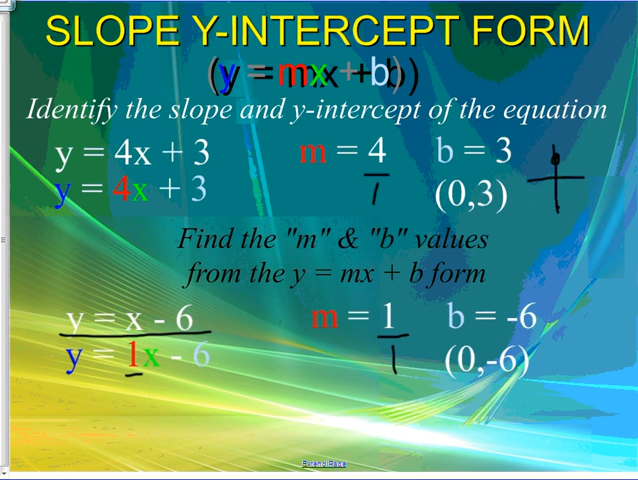 SLOPE Y-INTERCEPT FORM
(y = mx + b)
Identify the slope and y-intercept of the equation
y = 4x + 3 m = 4 b = 3
y = 4x + 3 1 (0,3)
Find the "m" & "b" values
from the y = mx + b form
y = x - 6 m = 1 b = -6
y = 1x - 6 1 (0,-6)